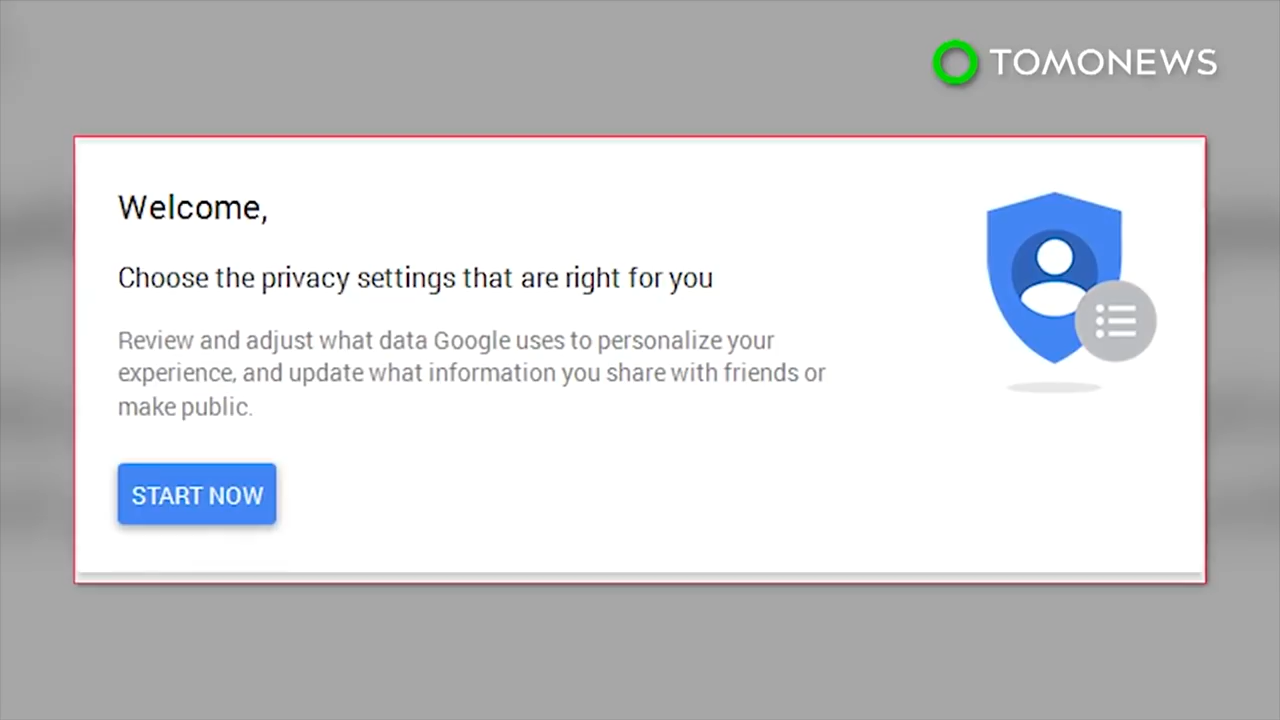 TOMONEWS
Welcome,
Choose the privacy settings that are right for you
Review and adjust what data Google uses to personalize your
experience, and update what information you share with friends or
make public.
START NOW